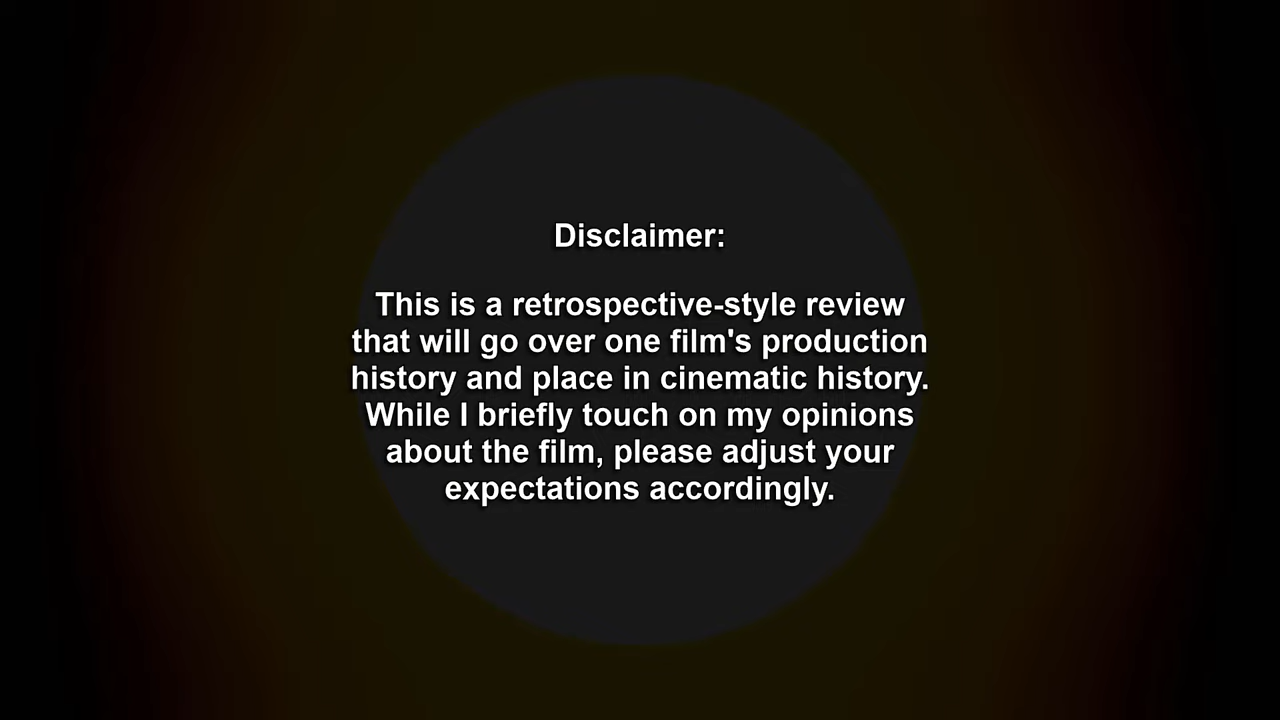 Disclaimer:
This is a retrospective-style review
that will go over one film's production
history and place in cinematic history.
While I briefly touch on my opinions
about the film, please adjust your
expectations accordingly.